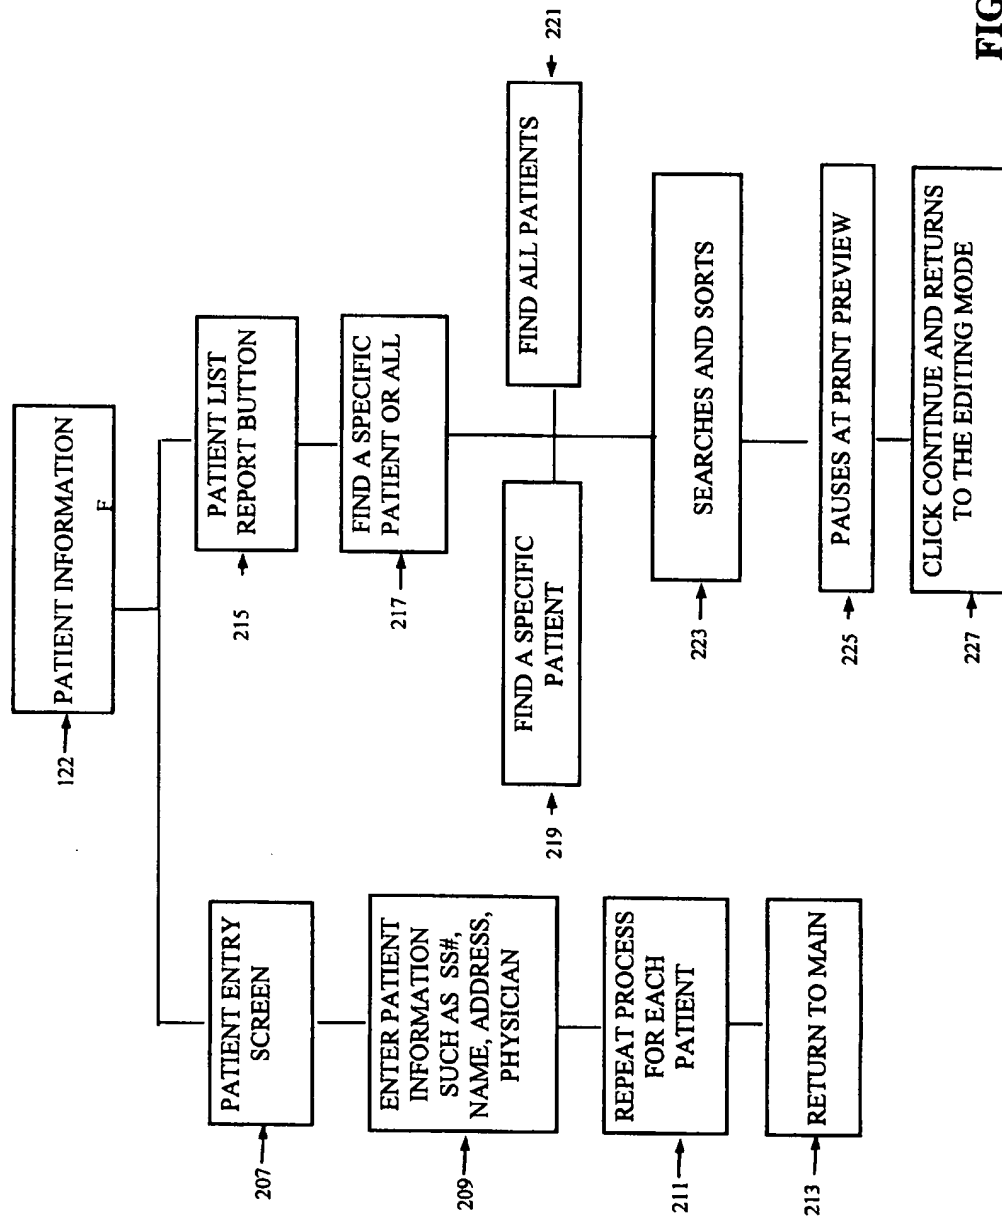 122
PATIENT INFORMATION
F
207
PATIENT ENTRY
SCREEN
209
ENTER PATIENT
INFORMATION
SUCH AS SS#,
NAME, ADDRESS,
PHYSICIAN
211
REPEAT PROCESS
FOR EACH
PATIENT
213
RETURN TO MAIN
215
PATIENT LIST
REPORT BUTTON
217
FIND A SPECIFIC
PATIENT OR ALL
219
FIND A SPECIFIC
PATIENT
FIND ALL PATIENTS
221
223
SEARCHES AND SORTS
225
PAUSES AT PRINT PREVIEW
227
CLICK CONTINUE AND RETURNS
TO THE EDITING MODE
FIG